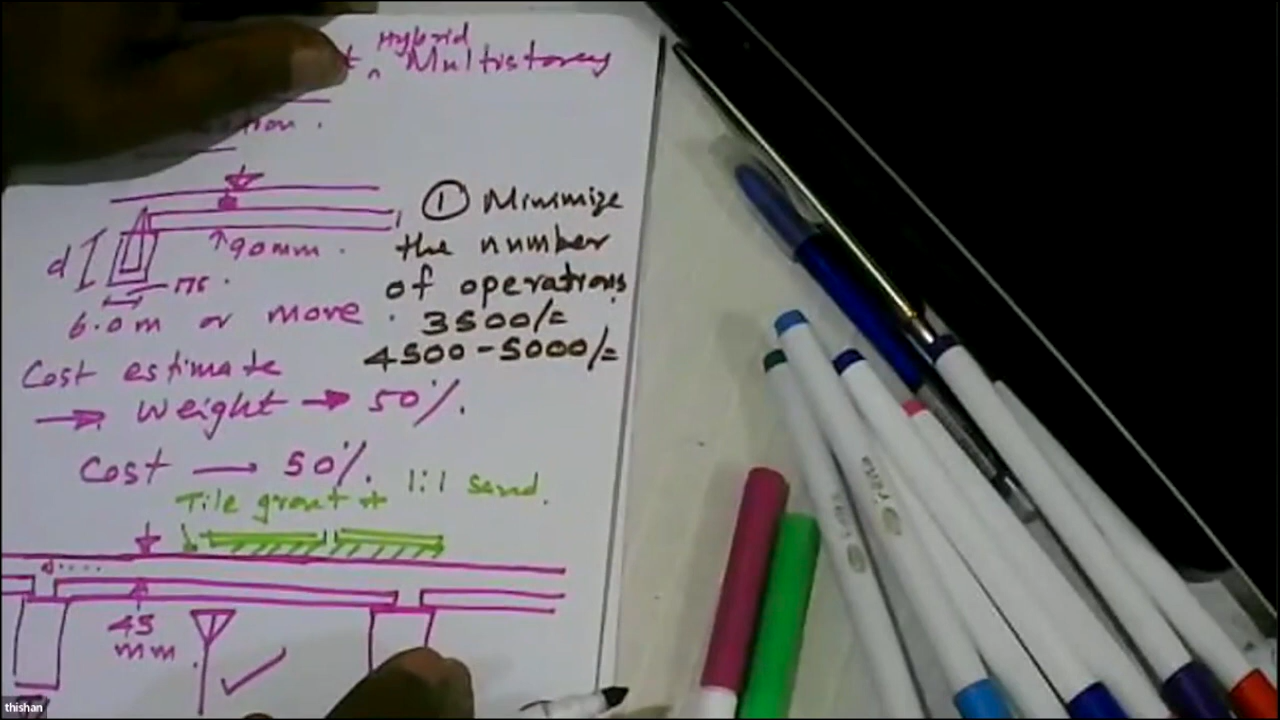 Hybrid
Multistorey
① Minimize
the number
of operations
90mm.
d
6.0m or more.
3500/=
4500-5000/=
Cost estimate
→ Weight → 50%.
Cost — 50%.
Tile grout + 1:1 sand.
45
mm
thishan